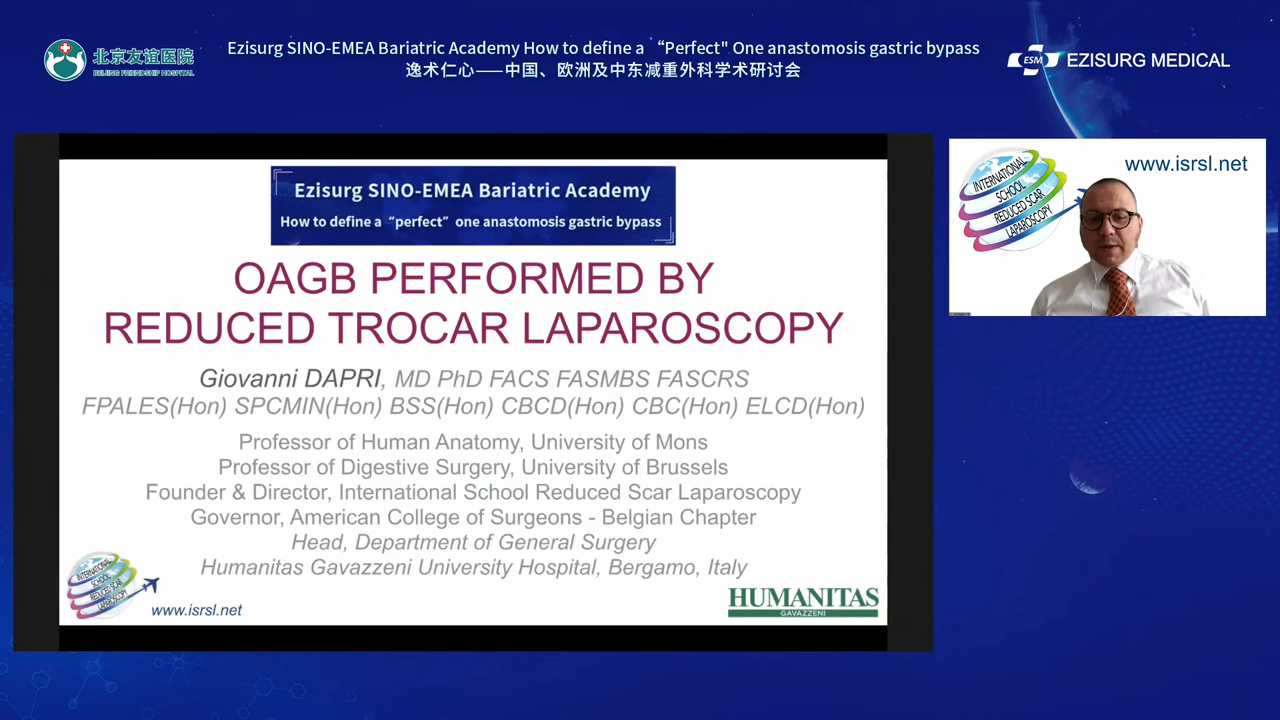 北京友谊医院
BEIJING FRIENDSHIP HOSPITAL
Ezisurg SINO-EMEA Bariatric Academy How to define a “Perfect" One anastomosis gastric bypass
逸术仁心——中国、欧洲及中东减重外科学术研讨会
ESM
EZISURG MEDICAL
Ezisurg SINO-EMEA Bariatric Academy
How to define a “perfect” one anastomosis gastric bypass
OAGB PERFORMED BY
REDUCED TROCAR LAPAROSCOPY
Giovanni DAPRI, MD PhD FACS FASMBS FASCRS
FPALES(Hon) SPCMIN(Hon) BSS(Hon) CBCD(Hon) CBC(Hon) ELCD(Hon)
Professor of Human Anatomy, University of Mons
Professor of Digestive Surgery, University of Brussels
Founder & Director, International School Reduced Scar Laparoscopy
Governor, American College of Surgeons - Belgian Chapter
Head, Department of General Surgery
Humanitas Gavazzeni University Hospital, Bergamo, Italy
INTERNATIONAL
SCHOOL
REDUCED SCAR
LAPAROSCOPY
www.isrsl.net
HUMANITAS
GAVAZZENI
INTERNATIONAL
SCHOOL
REDUCED SCAR
LAPAROSCOPY
www.isrsl.net